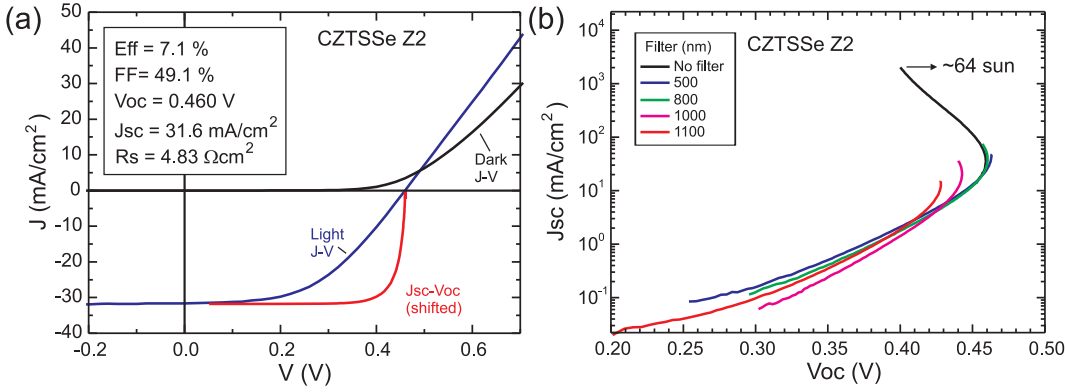 (a)
CZTSSe Z2
Eff = 7.1 %
FF= 49.1 %
Voc = 0.460 V
Jsc = 31.6 mA/cm²
Rs = 4.83 Ωcm²
Dark
J-V
Light
J-V
Jsc-Voc
(shifted)
50
40
30
20
10
0
-10
-20
-30
-40
J (mA/cm²)
-0.2
0.0
0.2
0.4
0.6
V (V)
(b)
CZTSSe Z2
Filter (nm)
No filter
500
800
1000
1100
~64 sun
10³
10²
10¹
10⁰
10⁻¹
Jsc (mA/cm²)
0.20
0.25
0.30
0.35
0.40
0.45
0.50
Voc (V)